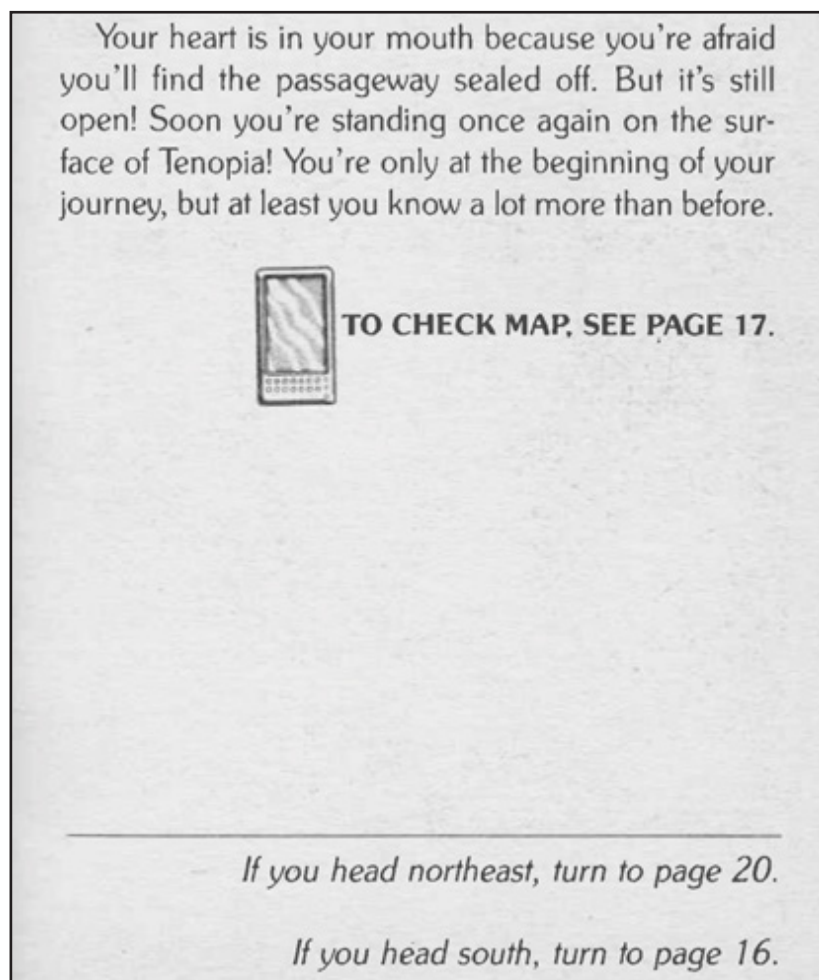 Your heart is in your mouth because you're afraid
you'll find the passageway sealed off. But it's still
open! Soon you're standing once again on the sur-
face of Tenopia! You're only at the beginning of your
journey, but at least you know a lot more than before.
TO CHECK MAP, SEE PAGE 17.
If you head northeast, turn to page 20.
If you head south, turn to page 16.